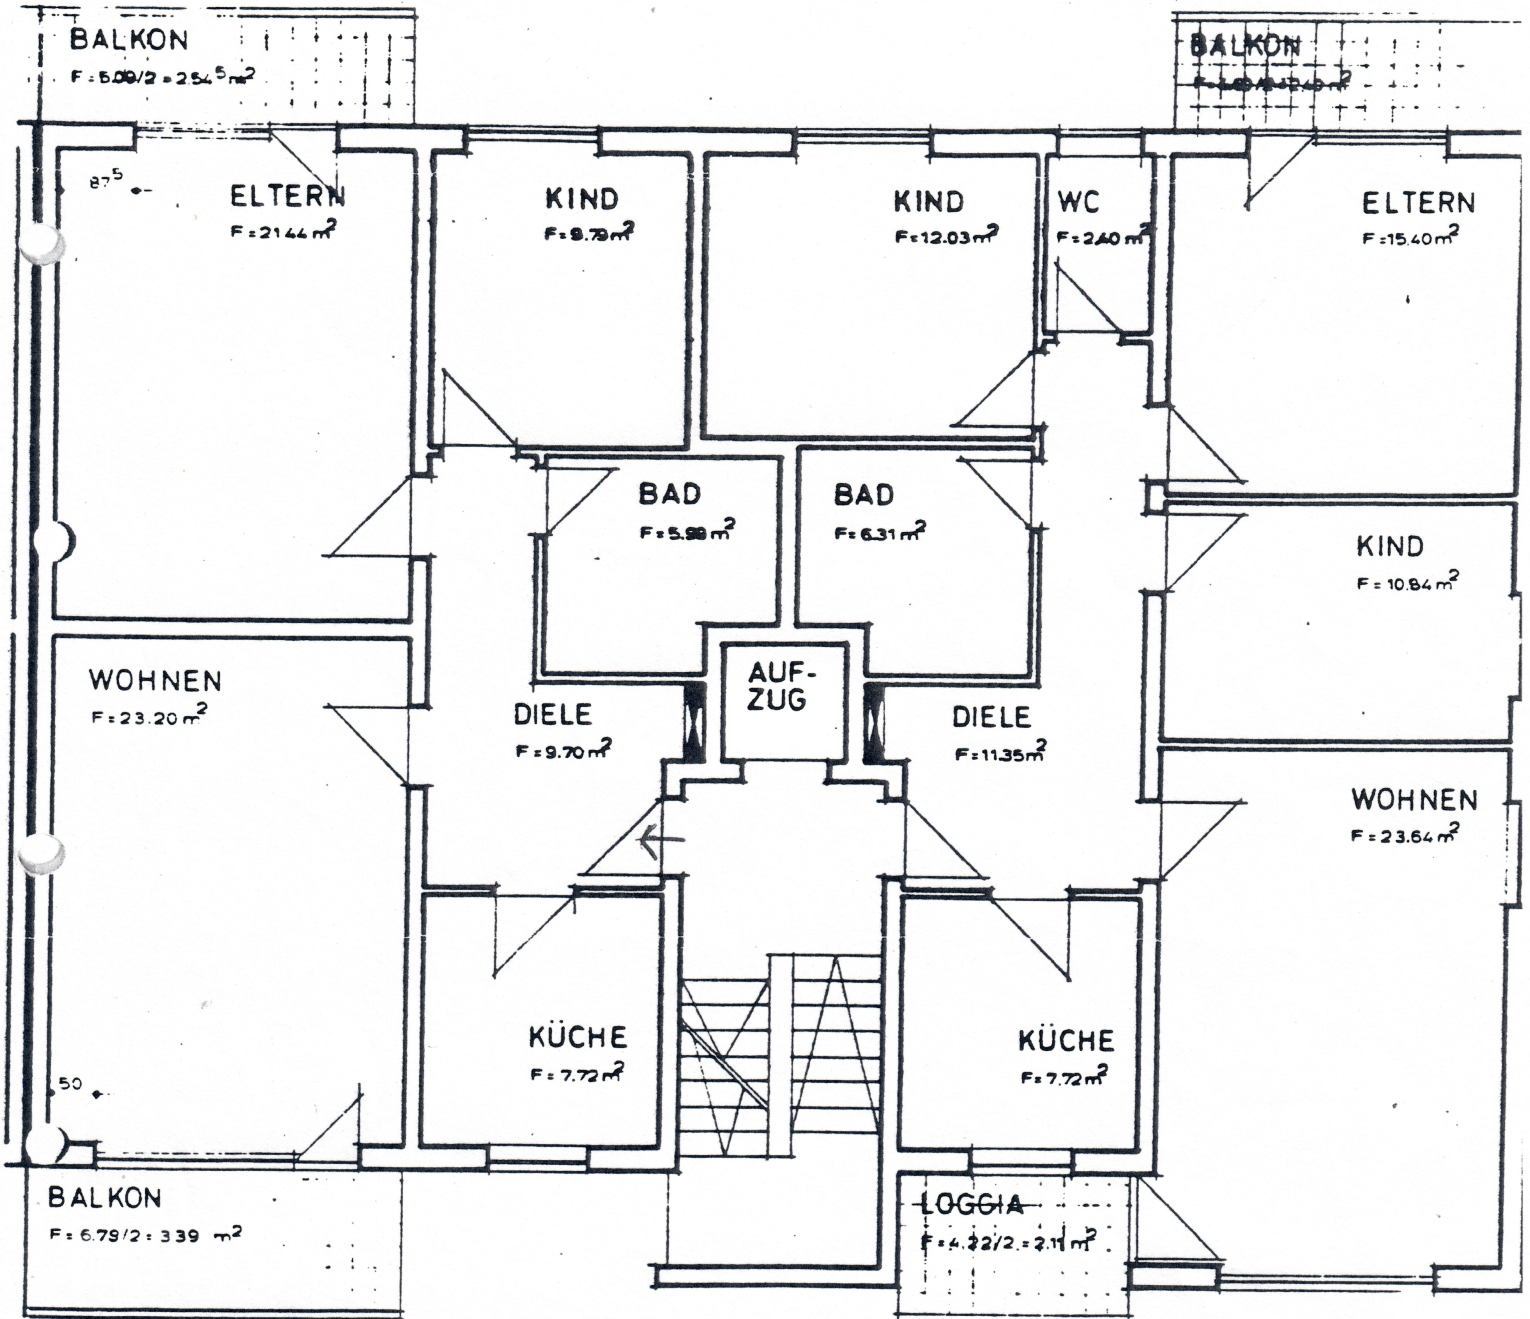 BALKON
F=5.09/2=2.54⁵ m²
BALKON
87⁵
ELTERN
F=21.44 m²
KIND
F=9.79 m²
KIND
F=12.03 m²
WC
F=2.40 m²
ELTERN
F=15.40 m²
BAD
F=5.98 m²
BAD
F=6.31 m²
KIND
F=10.84 m²
WOHNEN
F=23.20 m²
AUF-
ZUG
DIELE
F=9.70 m²
DIELE
F=11.35 m²
WOHNEN
F=23.64 m²
KÜCHE
F=7.72 m²
KÜCHE
F=7.72 m²
50
BALKON
F=6.79/2=3.39 m²
LOGGIA
F=4.22/2=2.11 m²